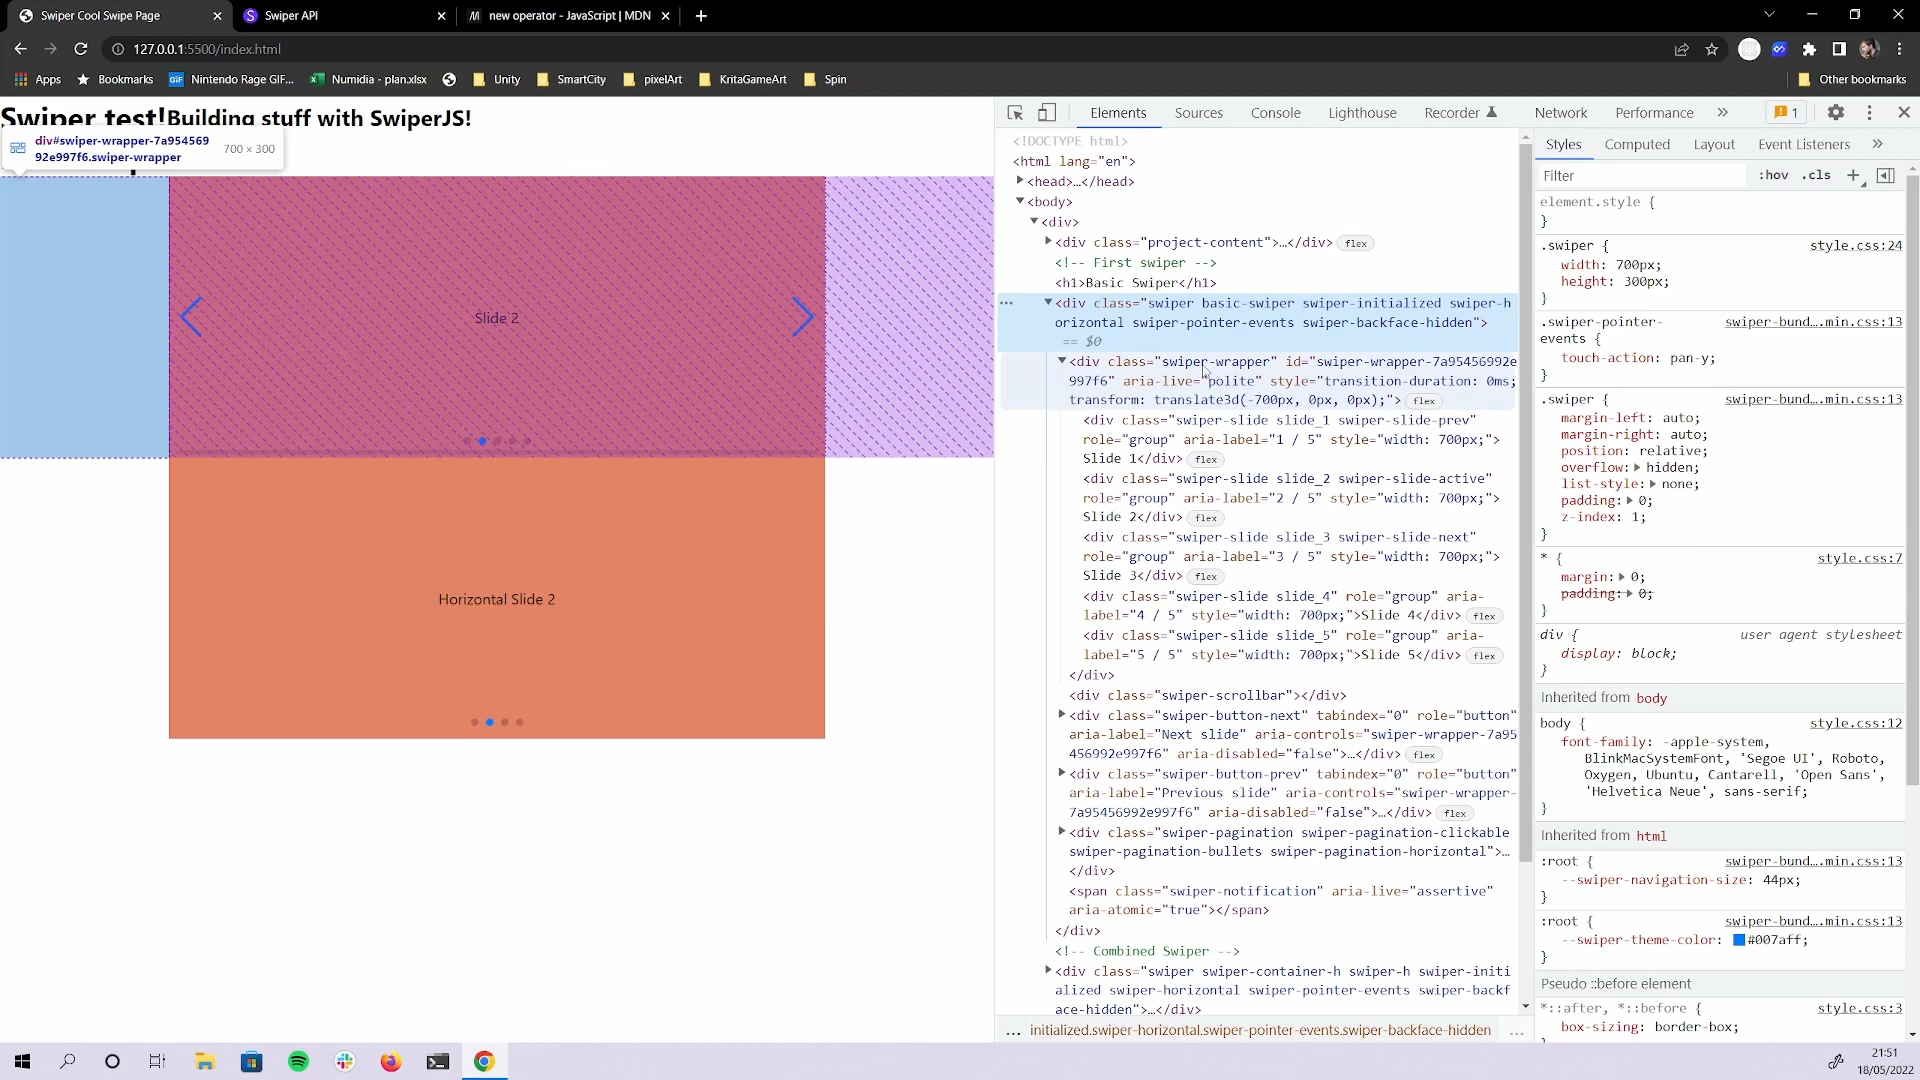 Swiper Cool Swipe Page
Swiper API
new operator - JavaScript | MDN
127.0.0.1:5500/index.html
Apps
Bookmarks
GIF
Nintendo Rage GIF...
Numidia - plan.xlsx
Unity
SmartCity
pixelArt
KritaGameArt
Spin
Other bookmarks
Swiper test!Building stuff with SwiperJS!
div#swiper-wrapper-7a954569
92e997f6.swiper-wrapper
700 × 300
Slide 2
Horizontal Slide 2
Elements
Sources
Console
Lighthouse
Recorder
Network
Performance
1
<!DOCTYPE html>
<html lang="en">
<head>…</head>
<body>
<div>
<div class="project-content">…</div> flex
<!-- First swiper -->
<h1>Basic Swiper</h1>
<div class="swiper basic-swiper swiper-initialized swiper-h
orizontal swiper-pointer-events swiper-backface-hidden">
== $0
<div class="swiper-wrapper" id="swiper-wrapper-7a95456992e
997f6" aria-live="polite" style="transition-duration: 0ms;
transform: translate3d(-700px, 0px, 0px);"> flex
<div class="swiper-slide slide_1 swiper-slide-prev"
role="group" aria-label="1 / 5" style="width: 700px;">
Slide 1</div> flex
<div class="swiper-slide slide_2 swiper-slide-active"
role="group" aria-label="2 / 5" style="width: 700px;">
Slide 2</div> flex
<div class="swiper-slide slide_3 swiper-slide-next"
role="group" aria-label="3 / 5" style="width: 700px;">
Slide 3</div> flex
<div class="swiper-slide slide_4" role="group" aria-
label="4 / 5" style="width: 700px;">Slide 4</div> flex
<div class="swiper-slide slide_5" role="group" aria-
label="5 / 5" style="width: 700px;">Slide 5</div> flex
</div>
<div class="swiper-scrollbar"></div>
<div class="swiper-button-next" tabindex="0" role="button"
aria-label="Next slide" aria-controls="swiper-wrapper-7a95
456992e997f6" aria-disabled="false">…</div> flex
<div class="swiper-button-prev" tabindex="0" role="button"
aria-label="Previous slide" aria-controls="swiper-wrapper-
7a95456992e997f6" aria-disabled="false">…</div> flex
<div class="swiper-pagination swiper-pagination-clickable
swiper-pagination-bullets swiper-pagination-horizontal">…
</div>
<span class="swiper-notification" aria-live="assertive"
aria-atomic="true"></span>
</div>
<!-- Combined Swiper -->
<div class="swiper swiper-container-h swiper-h swiper-initi
alized swiper-horizontal swiper-pointer-events swiper-backf
ace-hidden">…</div>
... initialized.swiper-horizontal.swiper-pointer-events.swiper-backface-hidden ...
Styles
Computed
Layout
Event Listeners
Filter
:hov .cls
element.style {
}
.swiper { style.css:24
width: 700px;
height: 300px;
}
.swiper-pointer- swiper-bund….min.css:13
events {
touch-action: pan-y;
}
.swiper { swiper-bund….min.css:13
margin-left: auto;
margin-right: auto;
position: relative;
overflow: hidden;
list-style: none;
padding: 0;
z-index: 1;
}
* { style.css:7
margin: 0;
padding: 0;
}
div { user agent stylesheet
display: block;
}
Inherited from body
body { style.css:12
font-family: -apple-system,
BlinkMacSystemFont, 'Segoe UI', Roboto,
Oxygen, Ubuntu, Cantarell, 'Open Sans',
'Helvetica Neue', sans-serif;
}
Inherited from html
:root { swiper-bund….min.css:13
--swiper-navigation-size: 44px;
}
:root { swiper-bund….min.css:13
--swiper-theme-color: #007aff;
}
Pseudo ::before element
*::after, *::before { style.css:3
box-sizing: border-box;
21:51
18/05/2022